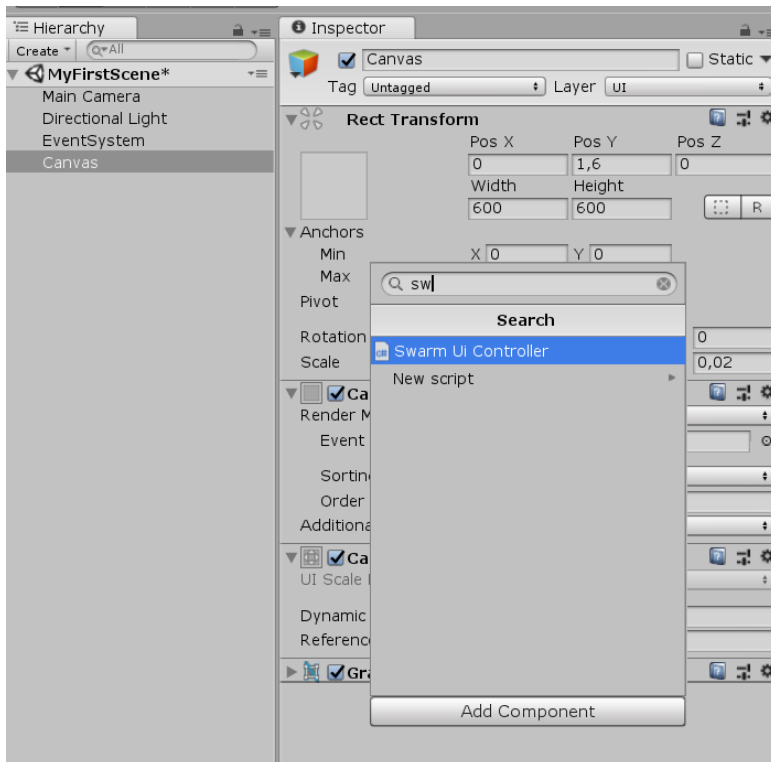 Hierarchy
Create
All
MyFirstScene*
Main Camera
Directional Light
EventSystem
Canvas
Inspector
Canvas
Static
Tag Untagged Layer UI
Rect Transform
Pos X Pos Y Pos Z
0 1,6 0
Width Height
600 600
R
Anchors
Min X 0 Y 0
Max
Pivot
Rotation 0
Scale 0,02
sw
Search
Swarm Ui Controller
New script
Ca
Render M
Event
Sortin
Order
Additiona
Ca
UI Scale
Dynamic
Referenc
Gra
Add Component